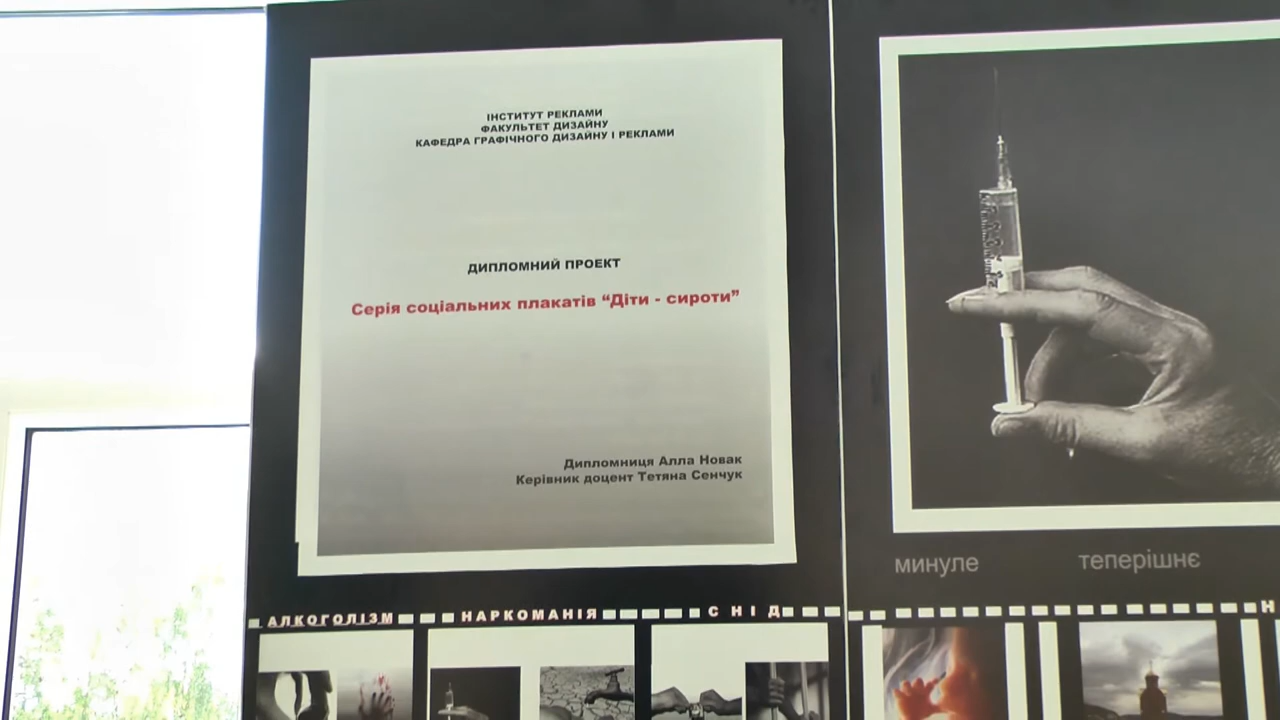 ІНСТИТУТ РЕКЛАМИ
ФАКУЛЬТЕТ ДИЗАЙНУ
КАФЕДРА ГРАФІЧНОГО ДИЗАЙНУ І РЕКЛАМИ
ДИПЛОМНИЙ ПРОЕКТ
Серія соціальних плакатів “Діти - сироти”
Дипломниця Алла Новак
Керівник доцент Тетяна Сенчук
минуле
теперішнє
АЛКОГОЛІЗМ
НАРКОМАНІЯ
СНІД